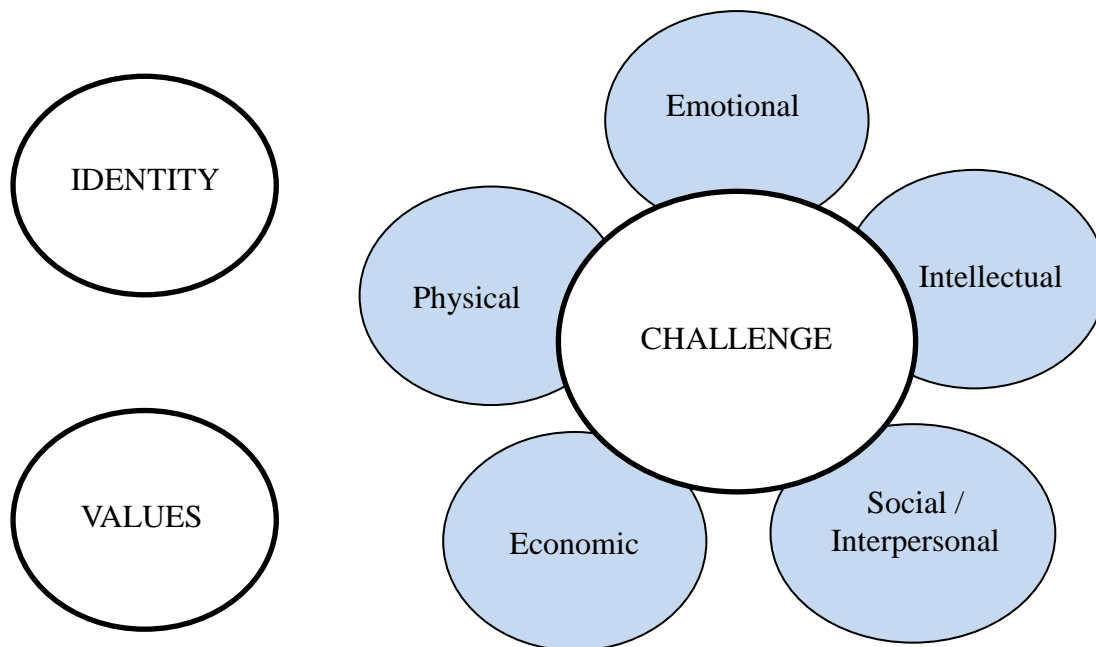 IDENTITY
VALUES
Emotional
Physical
Intellectual
CHALLENGE
Economic
Social /
Interpersonal